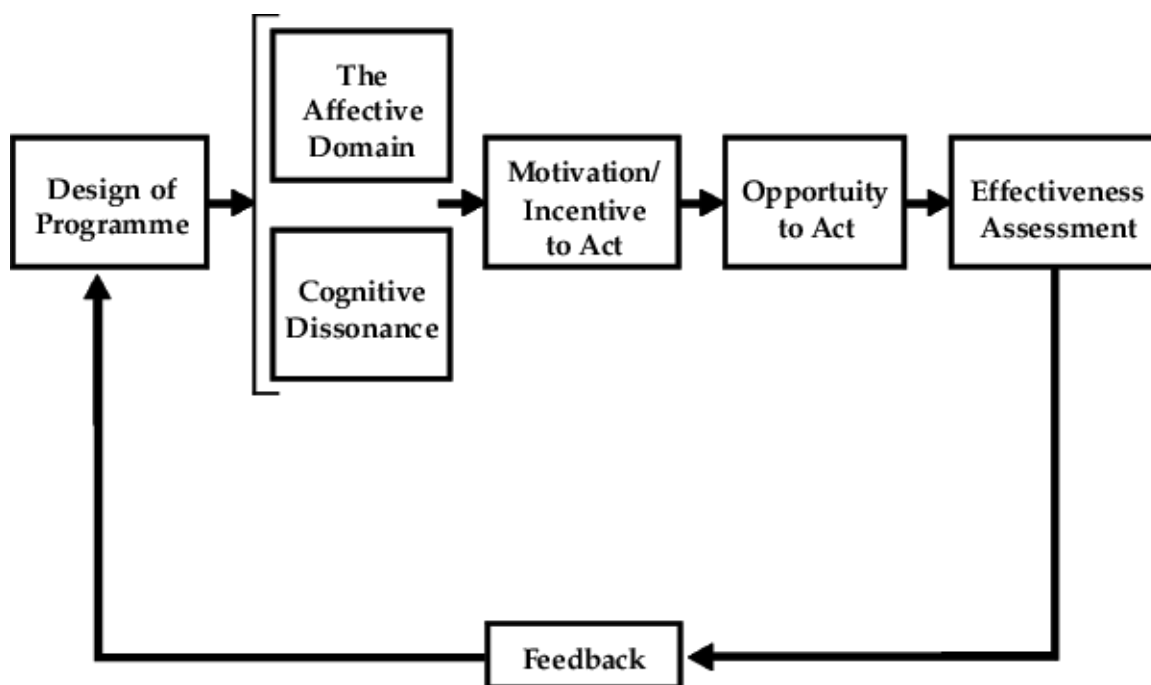 Design of
Programme
The
Affective
Domain
Cognitive
Dissonance
Motivation/
Incentive
to Act
Opportuity
to Act
Effectiveness
Assessment
Feedback